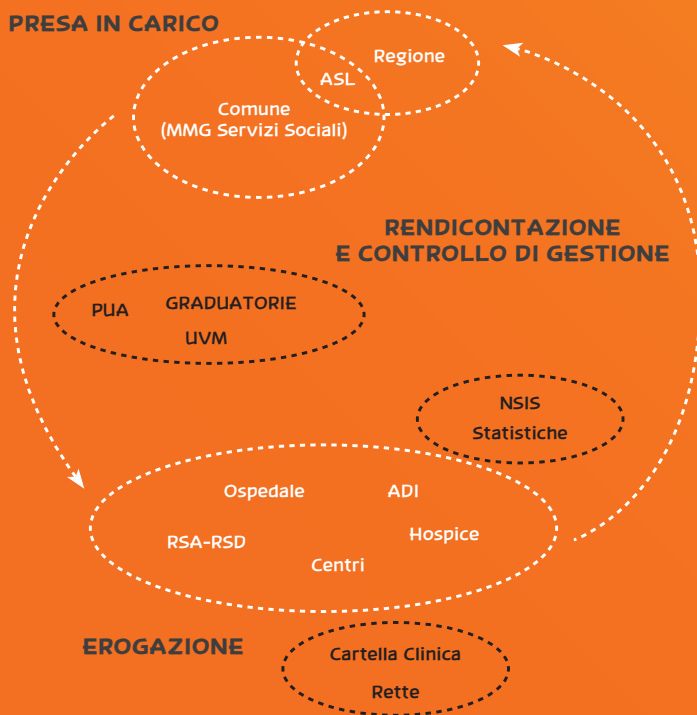 PRESA IN CARICO
Regione
ASL
Comune
(MMG Servizi Sociali)
RENDICONTAZIONE
E CONTROLLO DI GESTIONE
PUA GRADUATORIE
UVM
NSIS
Statistiche
Ospedale ADI
RSA-RSD Hospice
Centri
EROGAZIONE
Cartella Clinica
Rette